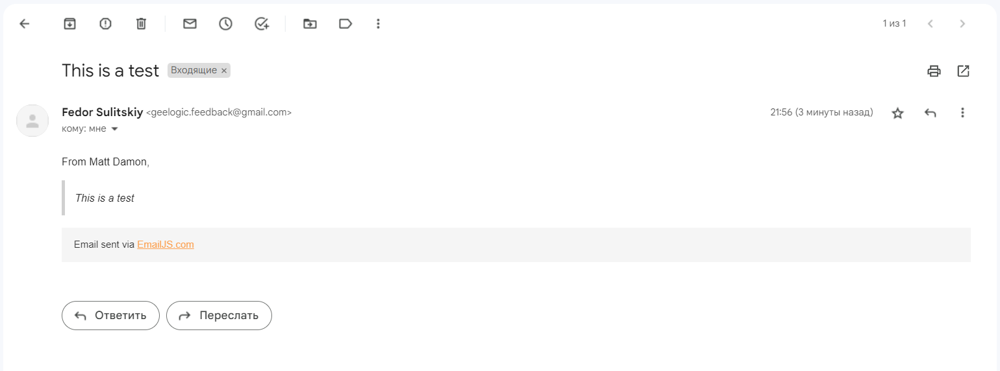 1 из 1
This is a test Входящие ×
Fedor Sulitskiy <geelogic.feedback@gmail.com> 21:56 (3 минуты назад)
кому: мне
From Matt Damon,
This is a test
Email sent via EmailJS.com
Ответить Переслать